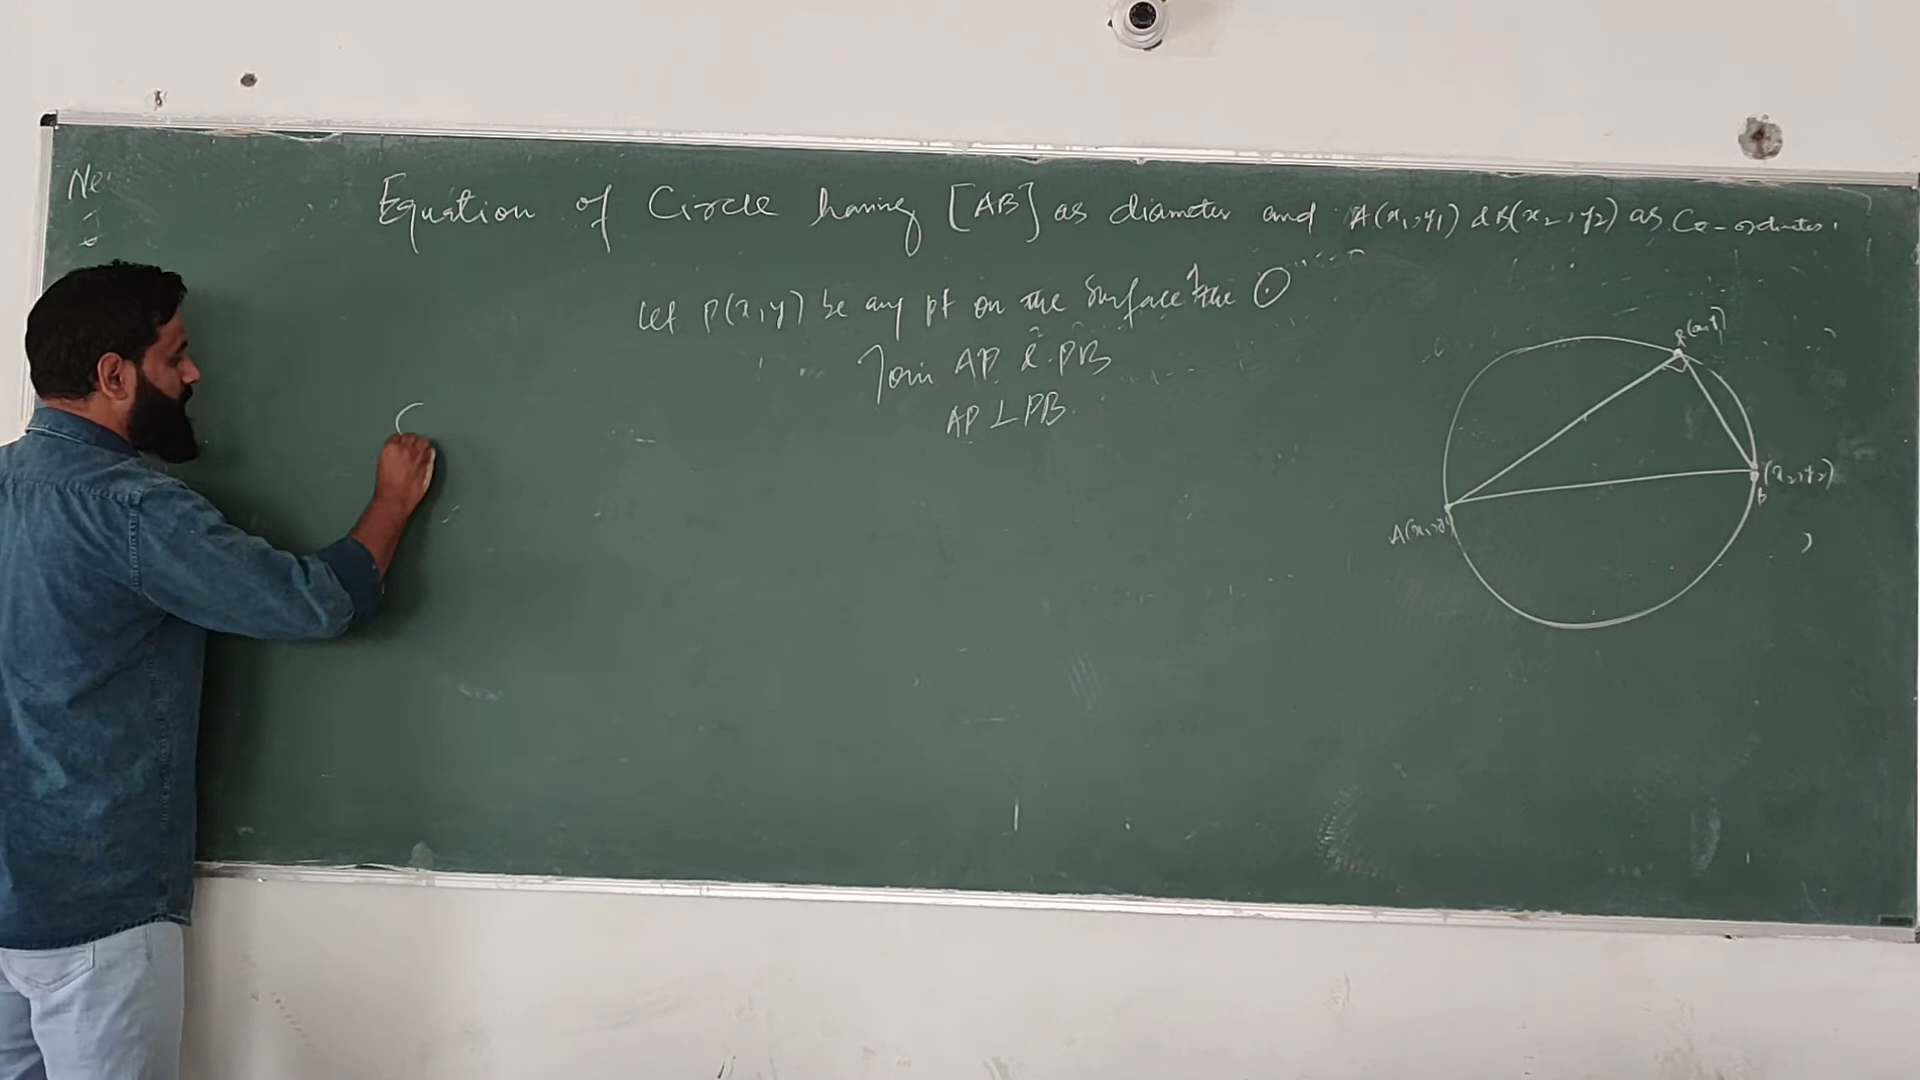 Ne
Equation of Circle having [AB] as diameter and A(x₁,y₁) & B(x₂,y₂) as Co-ordinates.
Let P(x,y) be any pt on the Surface of the ⊙
Join AP & PB
AP ⊥ PB.
(x,y)
(x₂,y₂)
B
A(x₁,y₁